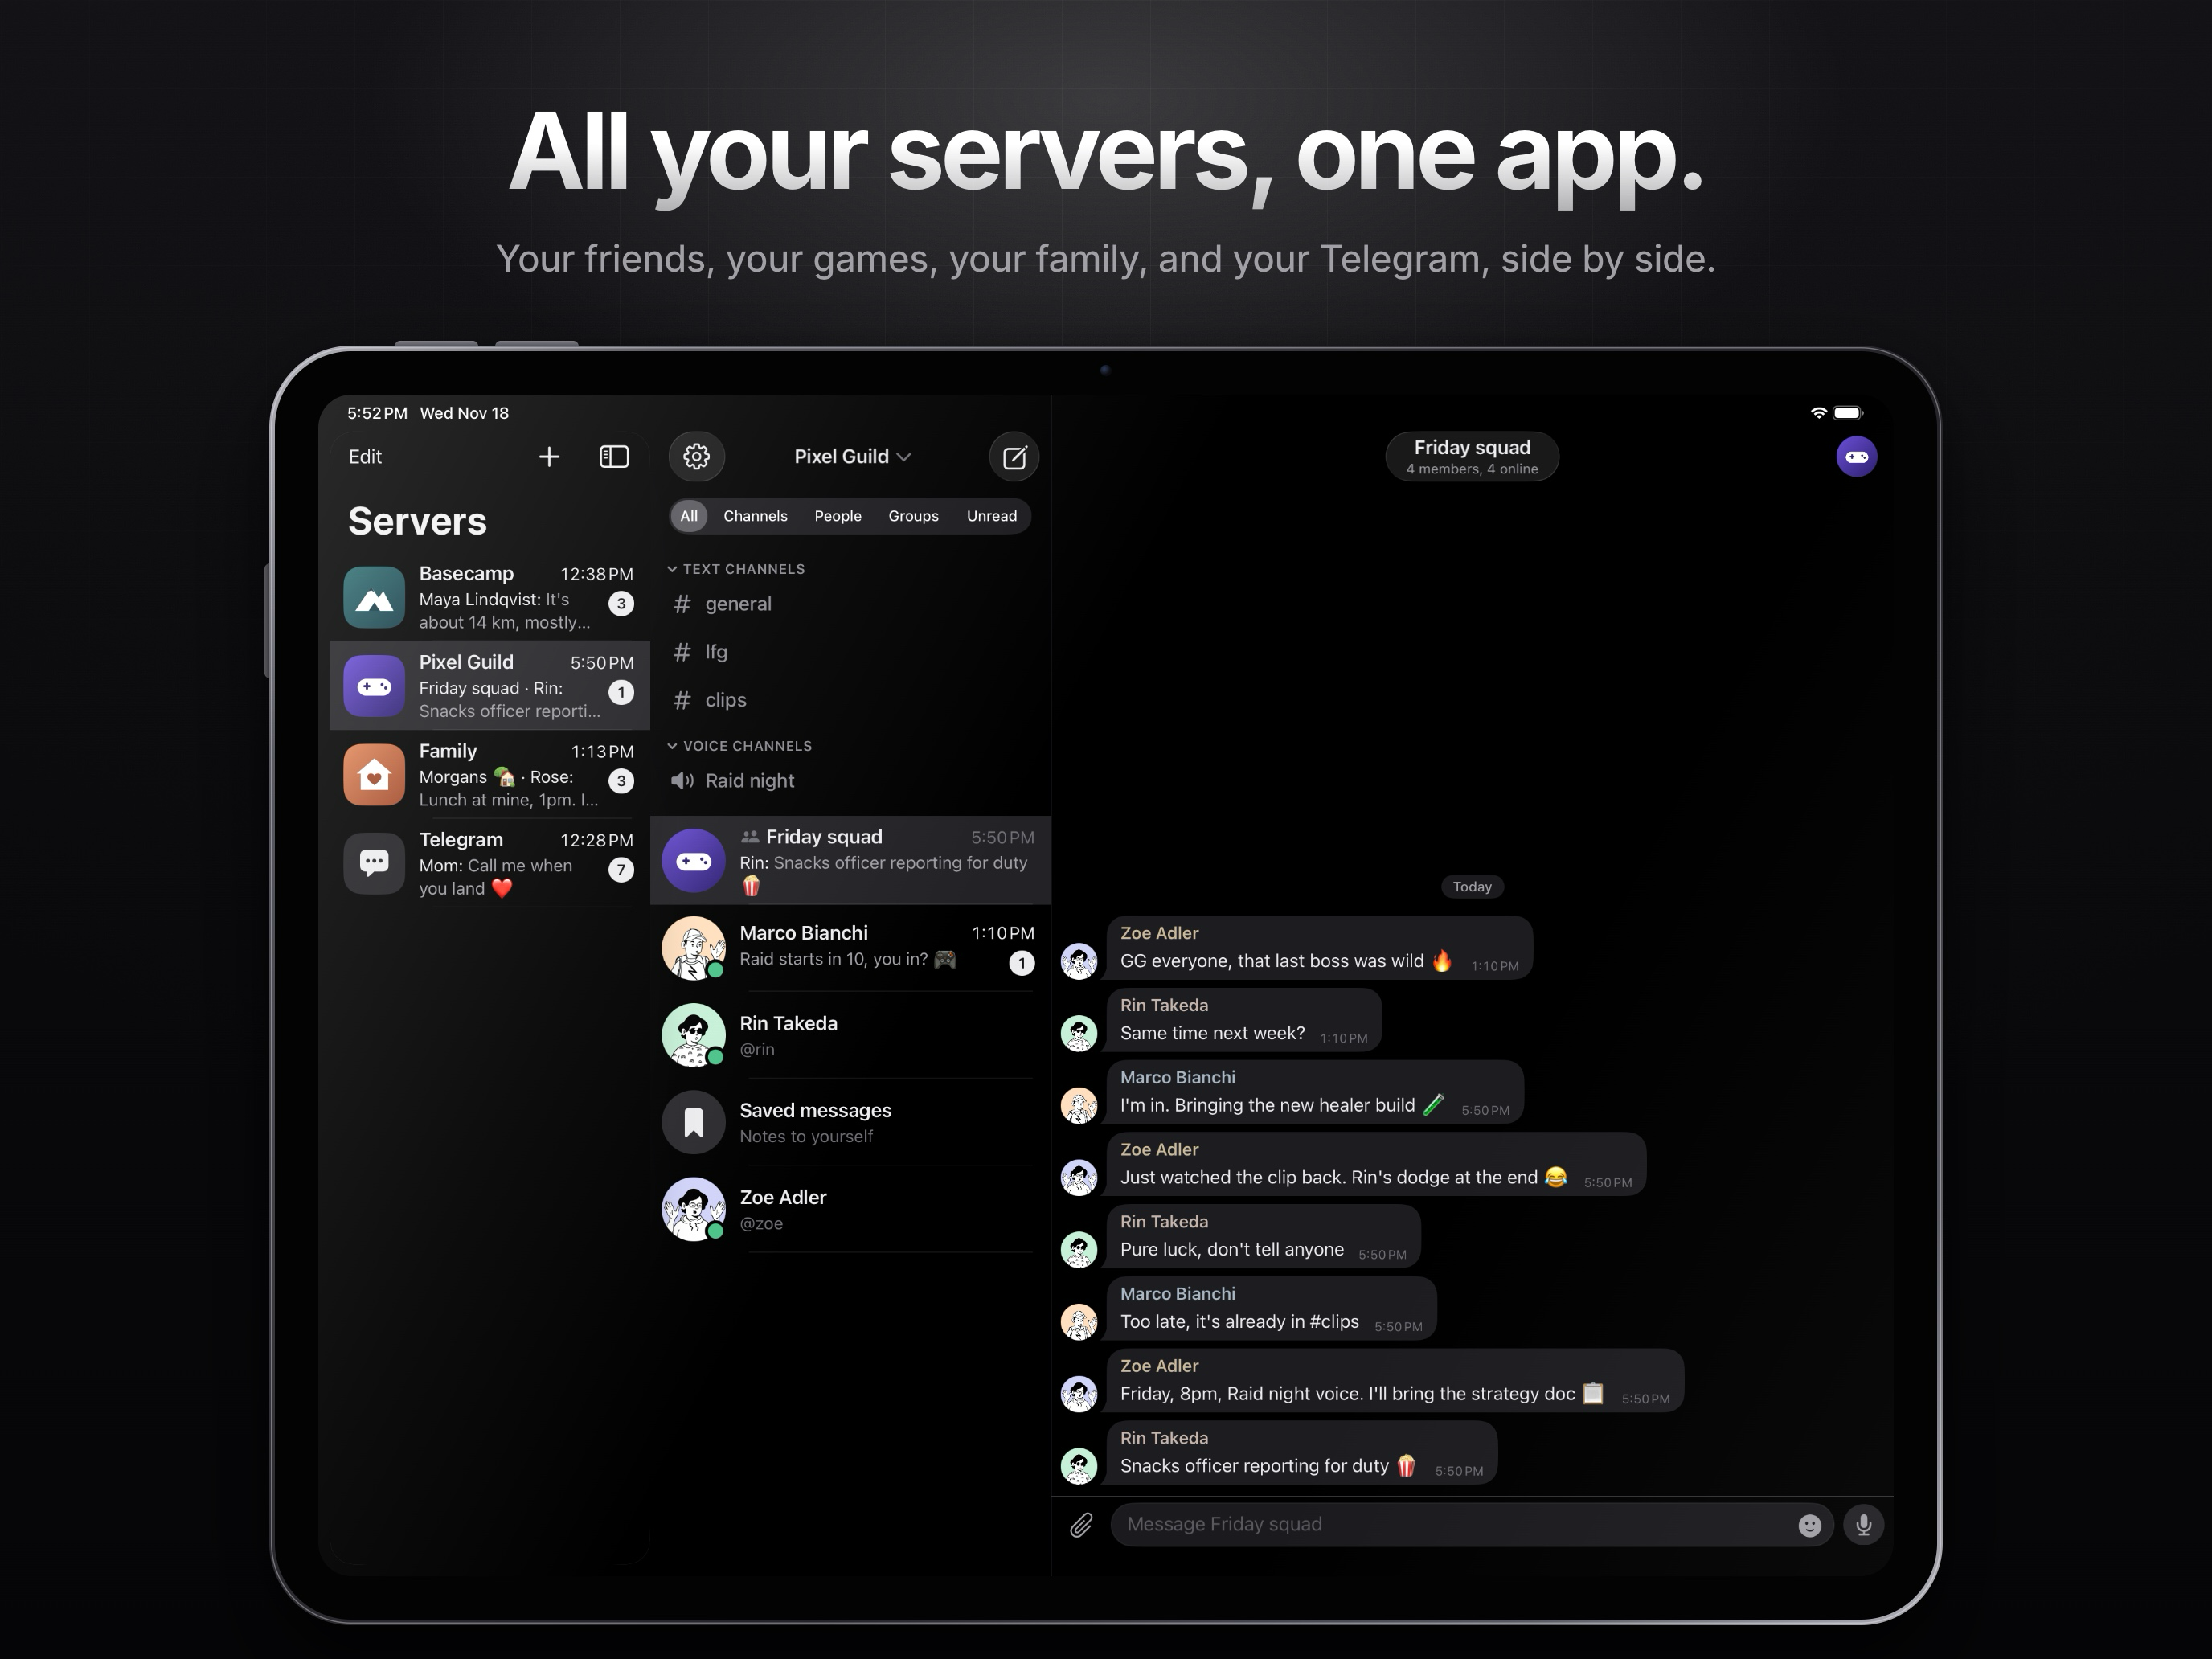 All your servers, one app.
Your friends, your games, your family, and your Telegram, side by side.
5:52 PM Wed Nov 18
Edit
Servers
Basecamp 12:38 PM
Maya Lindqvist: It's 3
about 14 km, mostly...
Pixel Guild 5:50 PM
Friday squad · Rin: 1
Snacks officer reporti...
Family 1:13 PM
Morgans 🏡 · Rose: 3
Lunch at mine, 1pm. I...
Telegram 12:28 PM
Mom: Call me when 7
you land ❤️
Pixel Guild
All Channels People Groups Unread
TEXT CHANNELS
# general
# lfg
# clips
VOICE CHANNELS
Raid night
Friday squad 5:50 PM
Rin: Snacks officer reporting for duty
🍿
Marco Bianchi 1:10 PM
Raid starts in 10, you in? 🎮 1
Rin Takeda
@rin
Saved messages
Notes to yourself
Zoe Adler
@zoe
Friday squad
4 members, 4 online
Today
Zoe Adler
GG everyone, that last boss was wild 🔥 1:10 PM
Rin Takeda
Same time next week? 1:10 PM
Marco Bianchi
I'm in. Bringing the new healer build 🧪 5:50 PM
Zoe Adler
Just watched the clip back. Rin's dodge at the end 😂 5:50 PM
Rin Takeda
Pure luck, don't tell anyone 5:50 PM
Marco Bianchi
Too late, it's already in #clips 5:50 PM
Zoe Adler
Friday, 8pm, Raid night voice. I'll bring the strategy doc 📋 5:50 PM
Rin Takeda
Snacks officer reporting for duty 🍿 5:50 PM
Message Friday squad